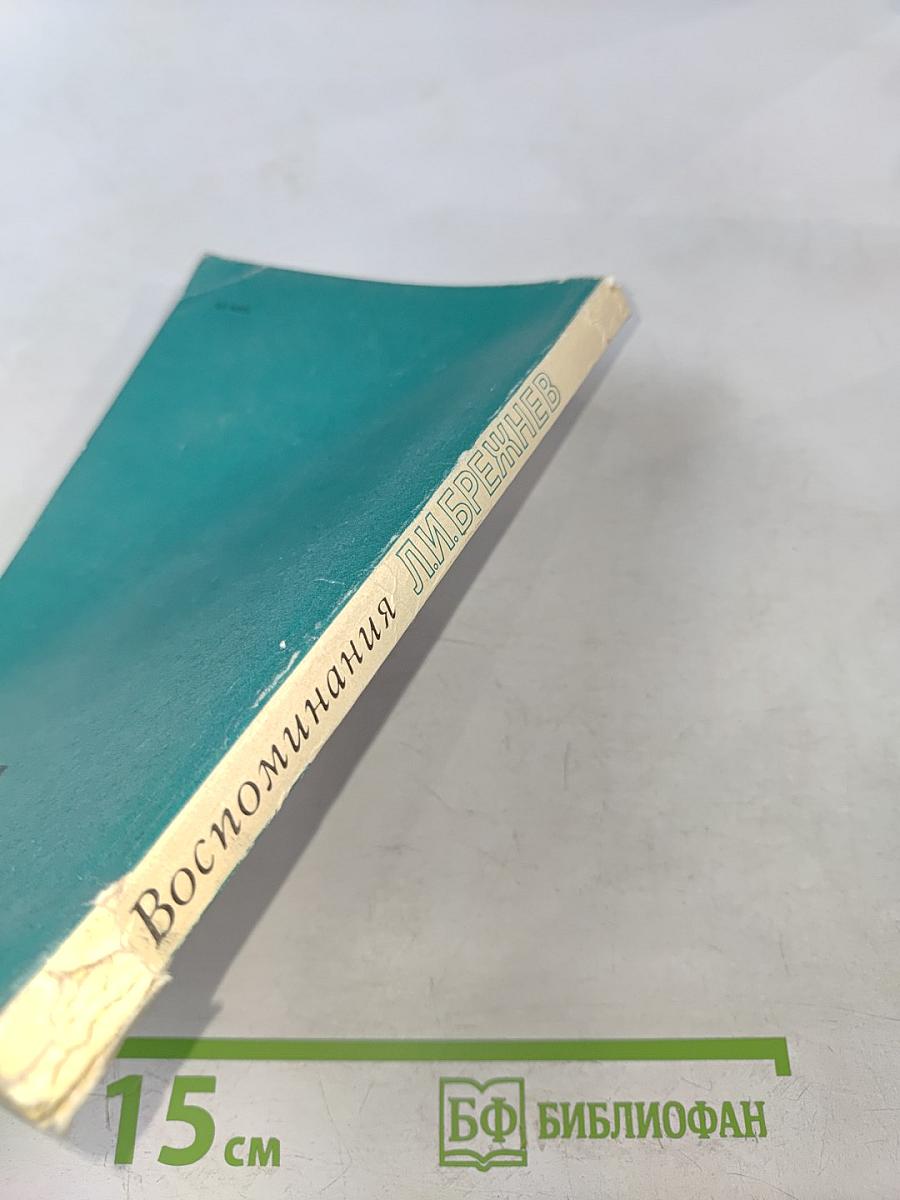 Л.И.БРЕЖНЕВ
Воспоминания
15 см
БФ БИБЛИОФАН